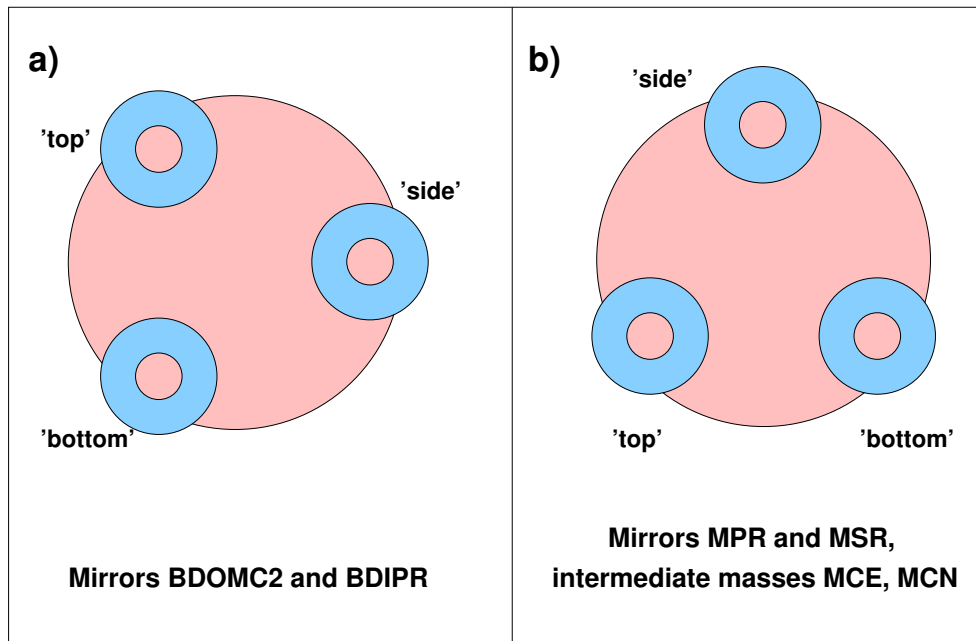 a)
'top'
'side'
'bottom'
Mirrors BDOMC2 and BDIPR
b)
'side'
'top'
'bottom'
Mirrors MPR and MSR,
intermediate masses MCE, MCN